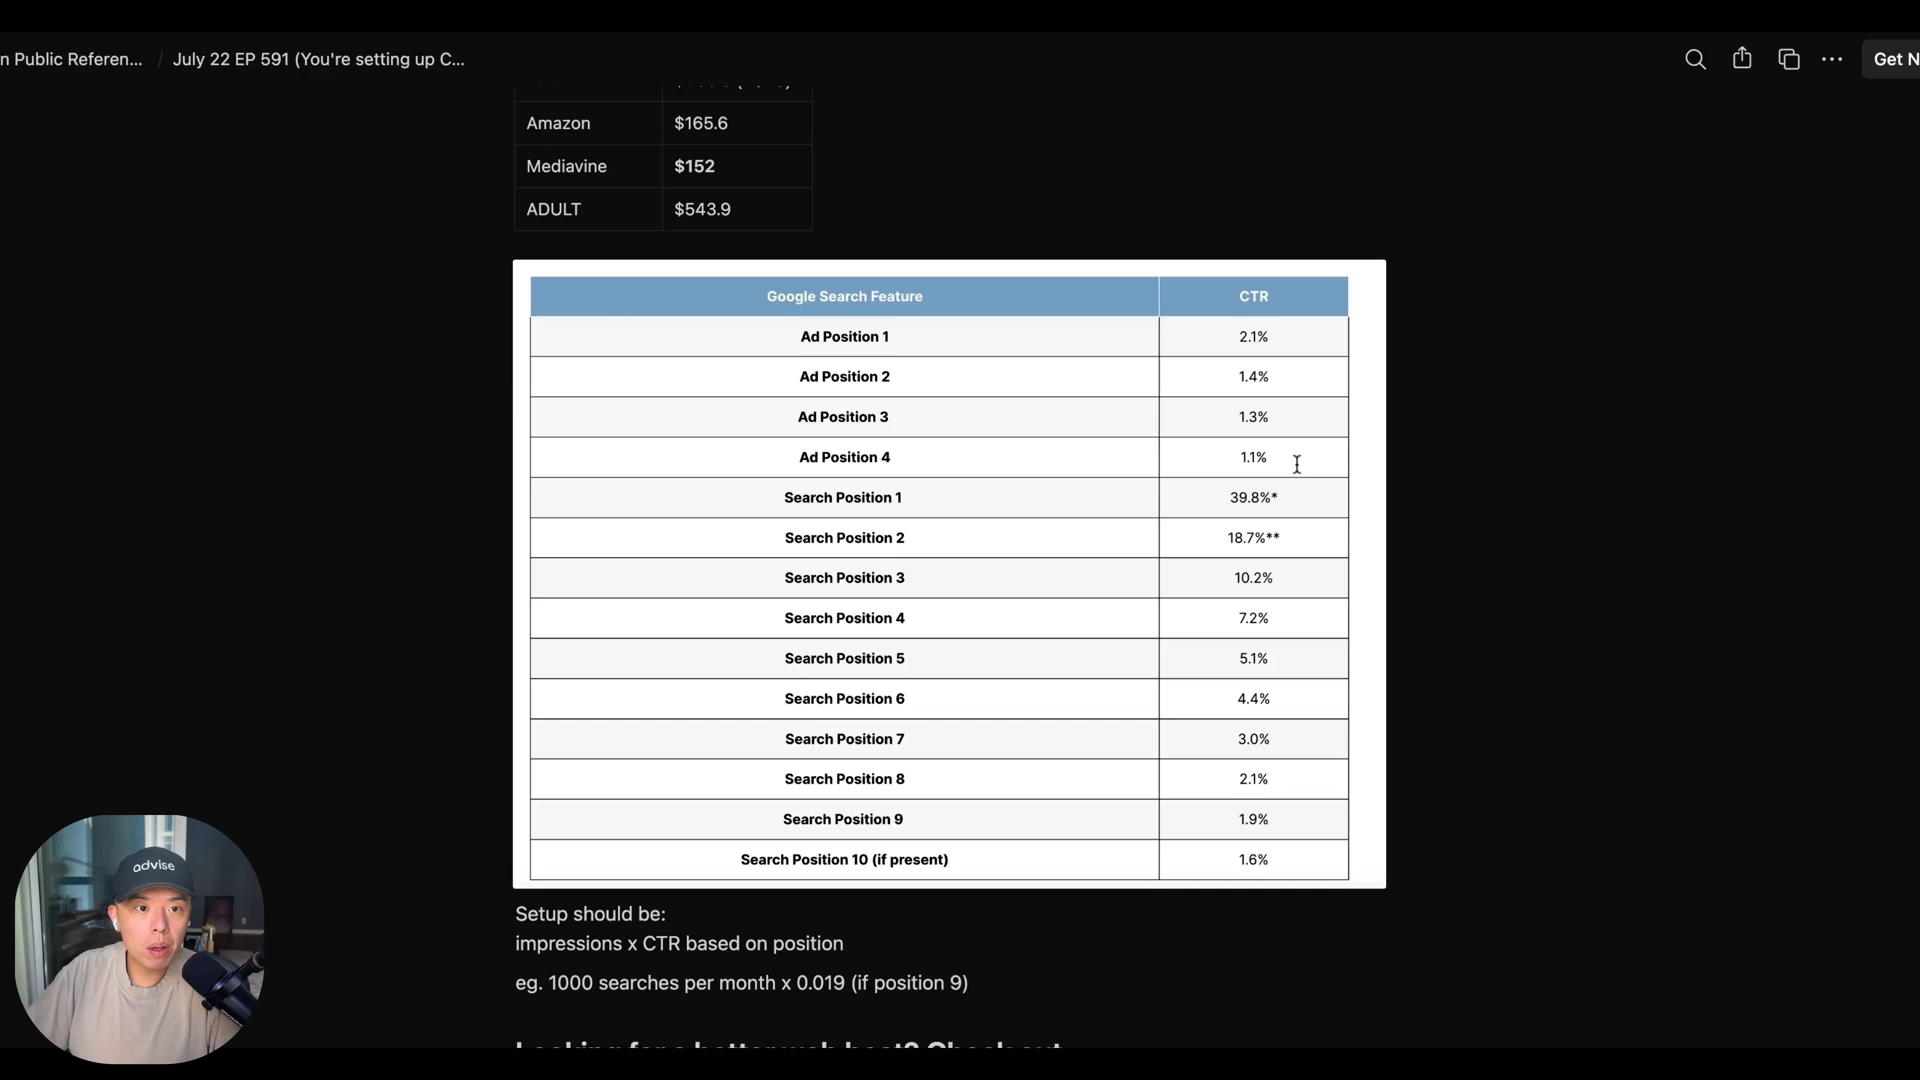 n Public Referen... / July 22 EP 591 (You're setting up C...
Get N
Amazon $165.6
Mediavine $152
ADULT $543.9
Google Search Feature CTR
Ad Position 1 2.1%
Ad Position 2 1.4%
Ad Position 3 1.3%
Ad Position 4 1.1%
Search Position 1 39.8%*
Search Position 2 18.7%**
Search Position 3 10.2%
Search Position 4 7.2%
Search Position 5 5.1%
Search Position 6 4.4%
Search Position 7 3.0%
Search Position 8 2.1%
Search Position 9 1.9%
Search Position 10 (if present) 1.6%
advise
Setup should be:
impressions x CTR based on position
eg. 1000 searches per month x 0.019 (if position 9)
Looking for a better web host? Checkout